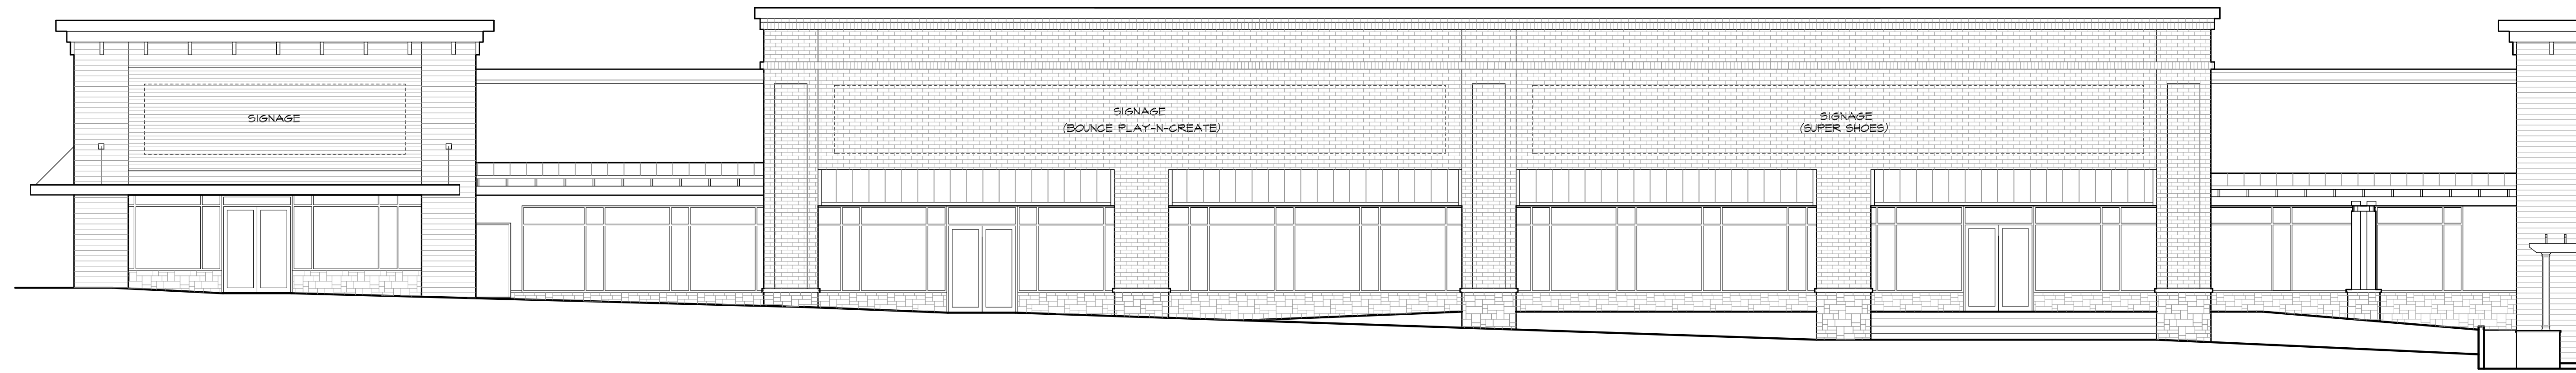 SIGNAGE
SIGNAGE
(BOUNCE PLAY-N-CREATE)
SIGNAGE
(SUPER SHOES)